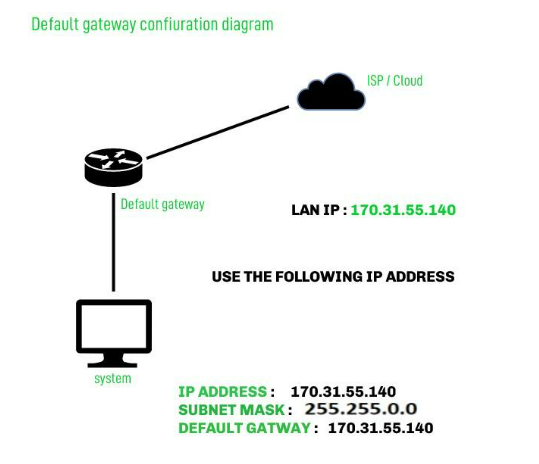 Default gateway confiuration diagram
ISP / Cloud
Default gateway
LAN IP : 170.31.55.140
USE THE FOLLOWING IP ADDRESS
system
IP ADDRESS : 170.31.55.140
SUBNET MASK : 255.255.0.0
DEFAULT GATWAY : 170.31.55.140